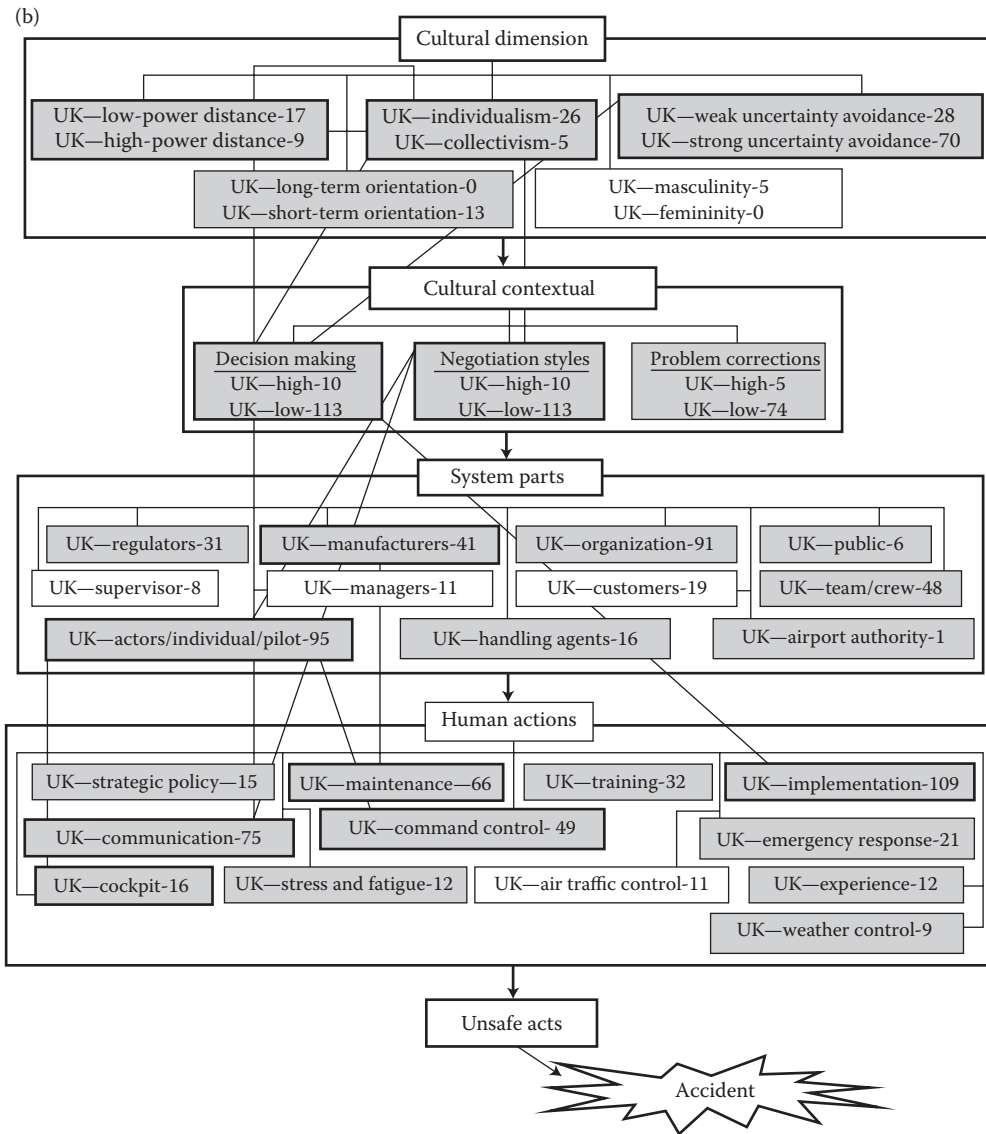 (b)
Cultural dimension
UK—low-power distance-17
UK—high-power distance-9
UK—individualism-26
UK—collectivism-5
UK—weak uncertainty avoidance-28
UK—strong uncertainty avoidance-70
UK—long-term orientation-0
UK—short-term orientation-13
UK—masculinity-5
UK—femininity-0
Cultural contextual
Decision making
UK—high-10
UK—low-113
Negotiation styles
UK—high-10
UK—low-113
Problem corrections
UK—high-5
UK—low-74
System parts
UK—regulators-31
UK—manufacturers-41
UK—organization-91
UK—public-6
UK—supervisor-8
UK—managers-11
UK—customers-19
UK—team/crew-48
UK—actors/individual/pilot-95
UK—handling agents-16
UK—airport authority-1
Human actions
UK—strategic policy—15
UK—maintenance—66
UK—training-32
UK—implementation-109
UK—communication-75
UK—command control- 49
UK—emergency response-21
UK—cockpit-16
UK—stress and fatigue-12
UK—air traffic control-11
UK—experience-12
UK—weather control-9
Unsafe acts
Accident